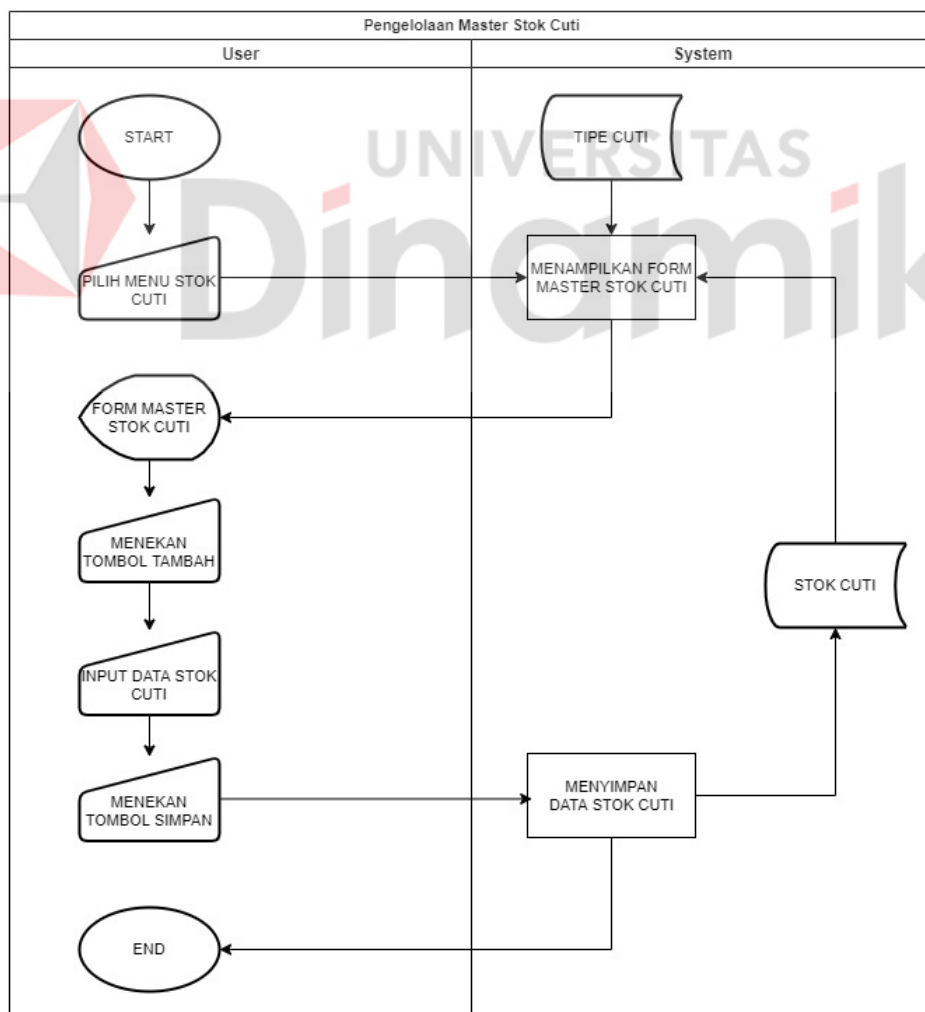 Pengelolaan Master Stok Cuti
User
System
START
TIPE CUTI
UNIVERSITAS
Dinamik
PILIH MENU STOK
CUTI
MENAMPILKAN FORM
MASTER STOK CUTI
FORM MASTER
STOK CUTI
MENEKAN
TOMBOL TAMBAH
STOK CUTI
INPUT DATA STOK
CUTI
MENEKAN
TOMBOL SIMPAN
MENYIMPAN
DATA STOK CUTI
END